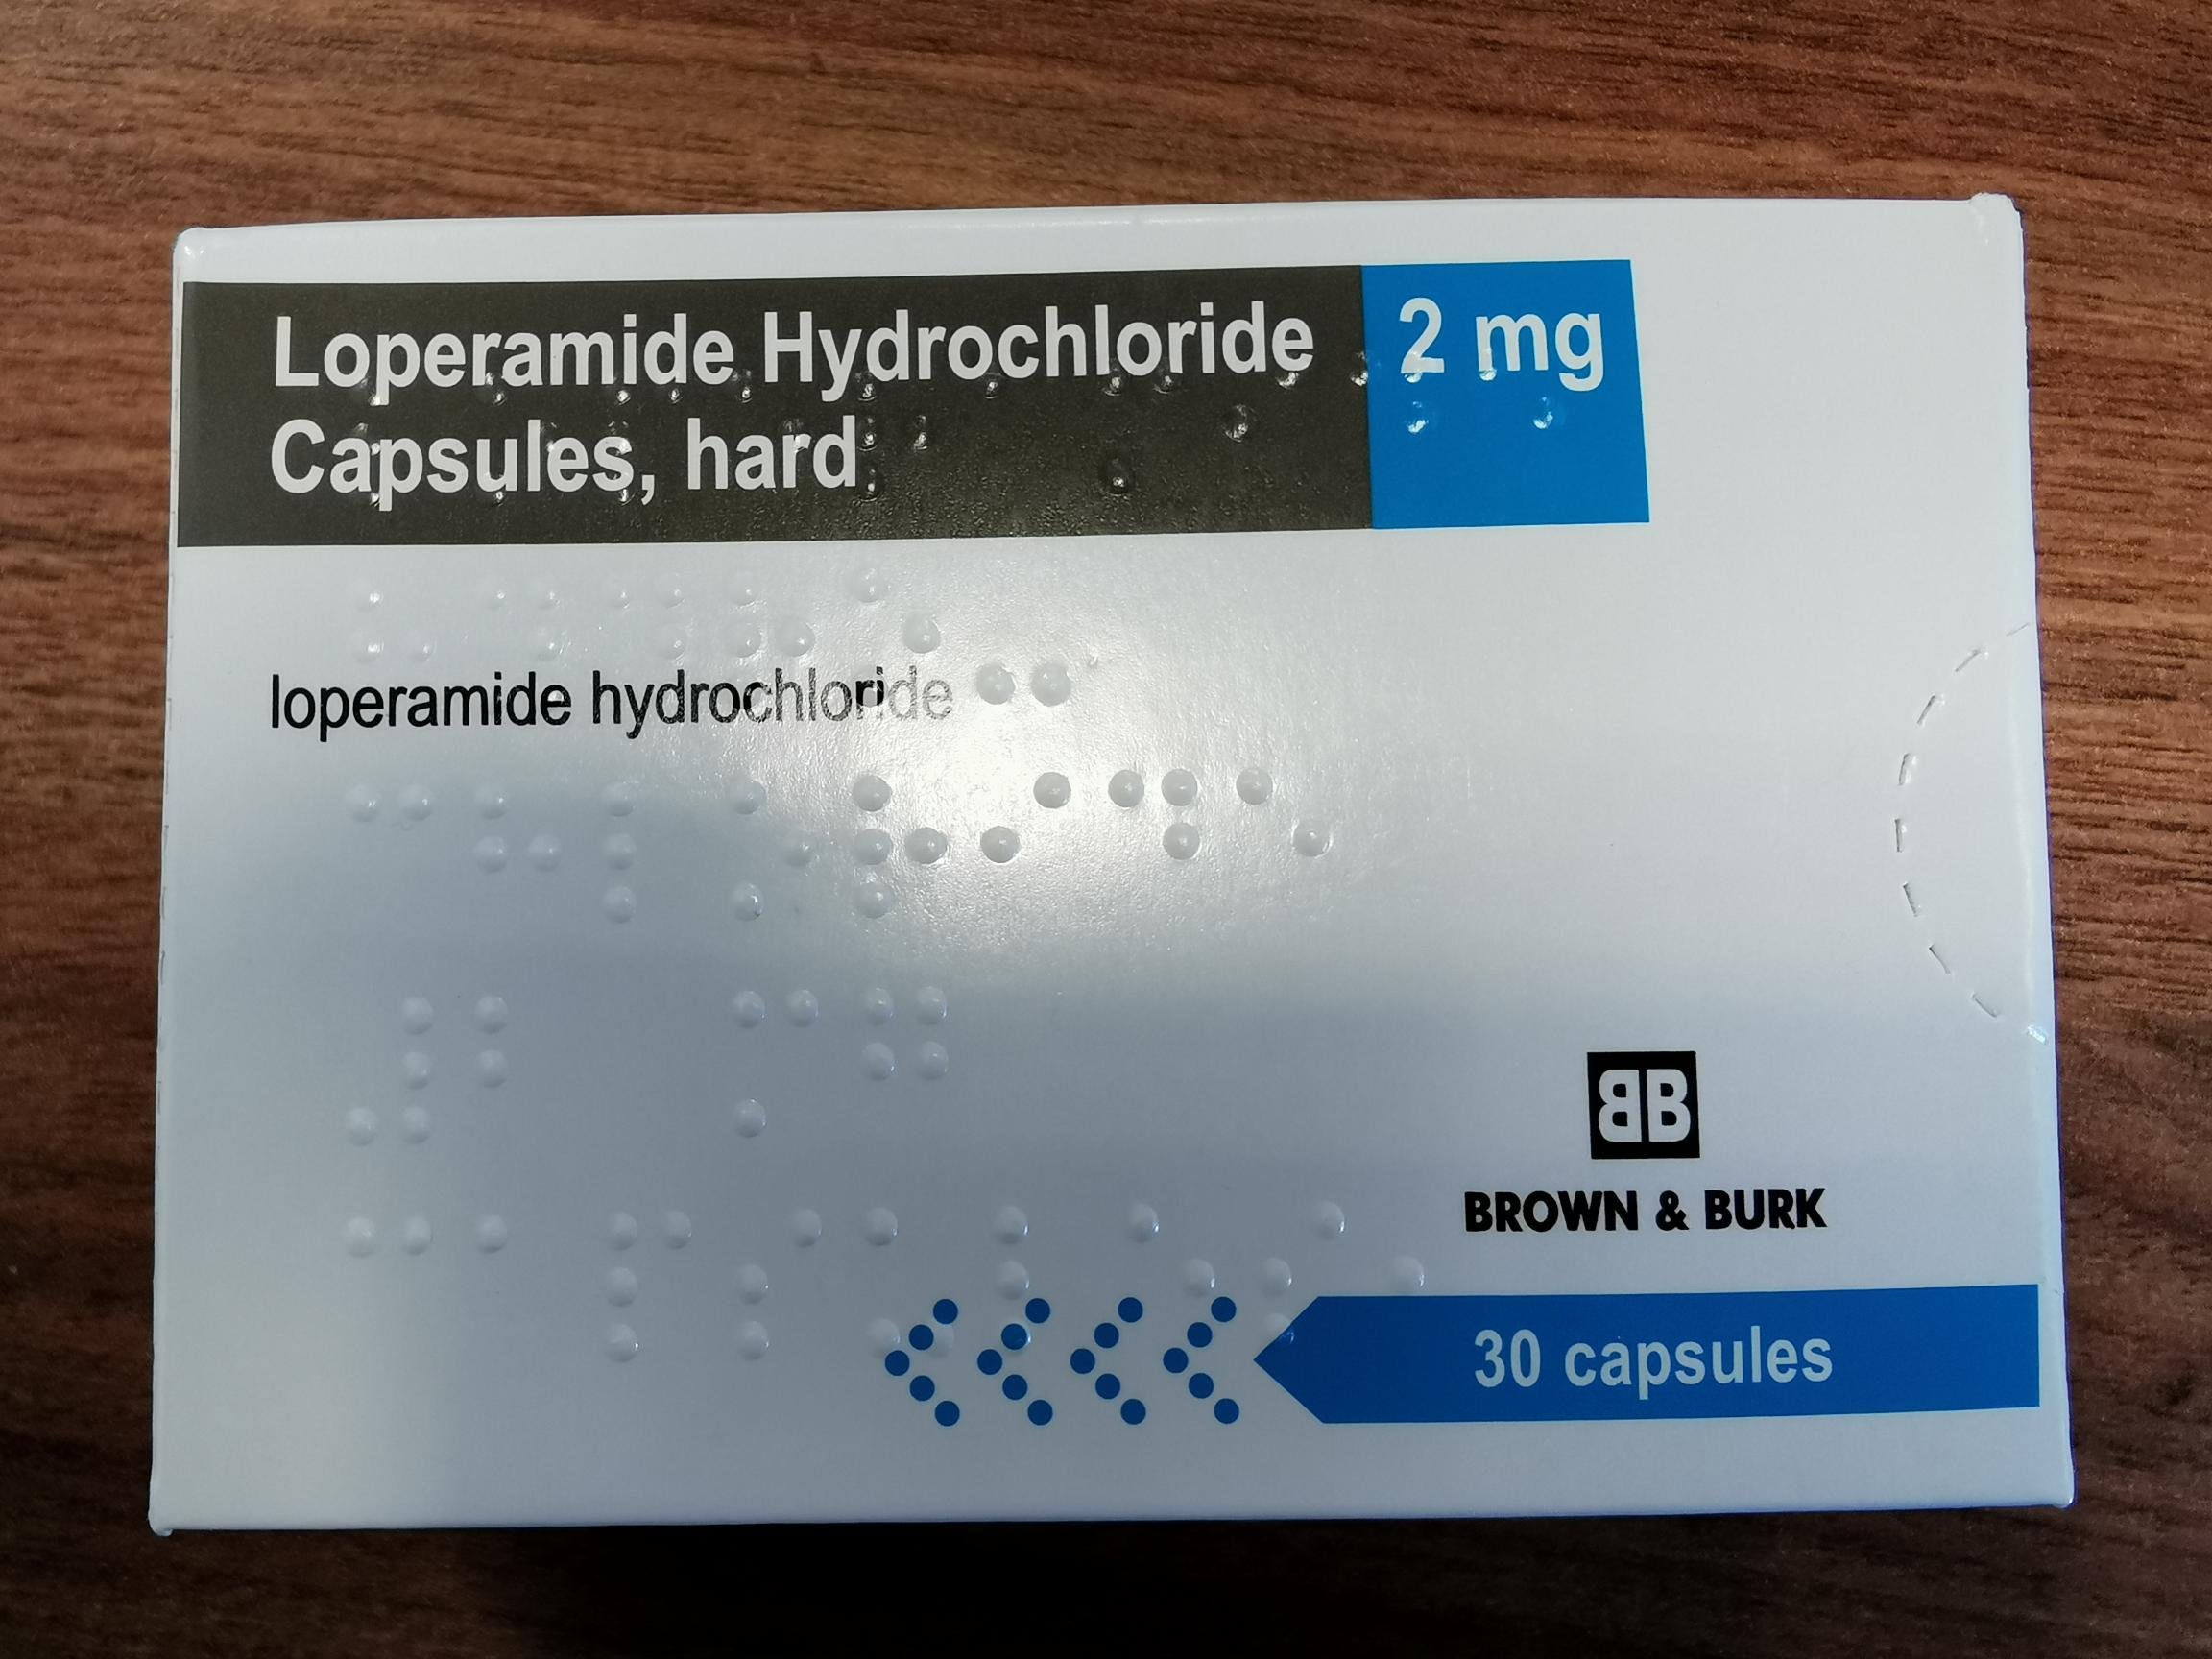 Loperamide Hydrochloride 2 mg
Capsules, hard
loperamide hydrochloride
BB
BROWN & BURK
30 capsules